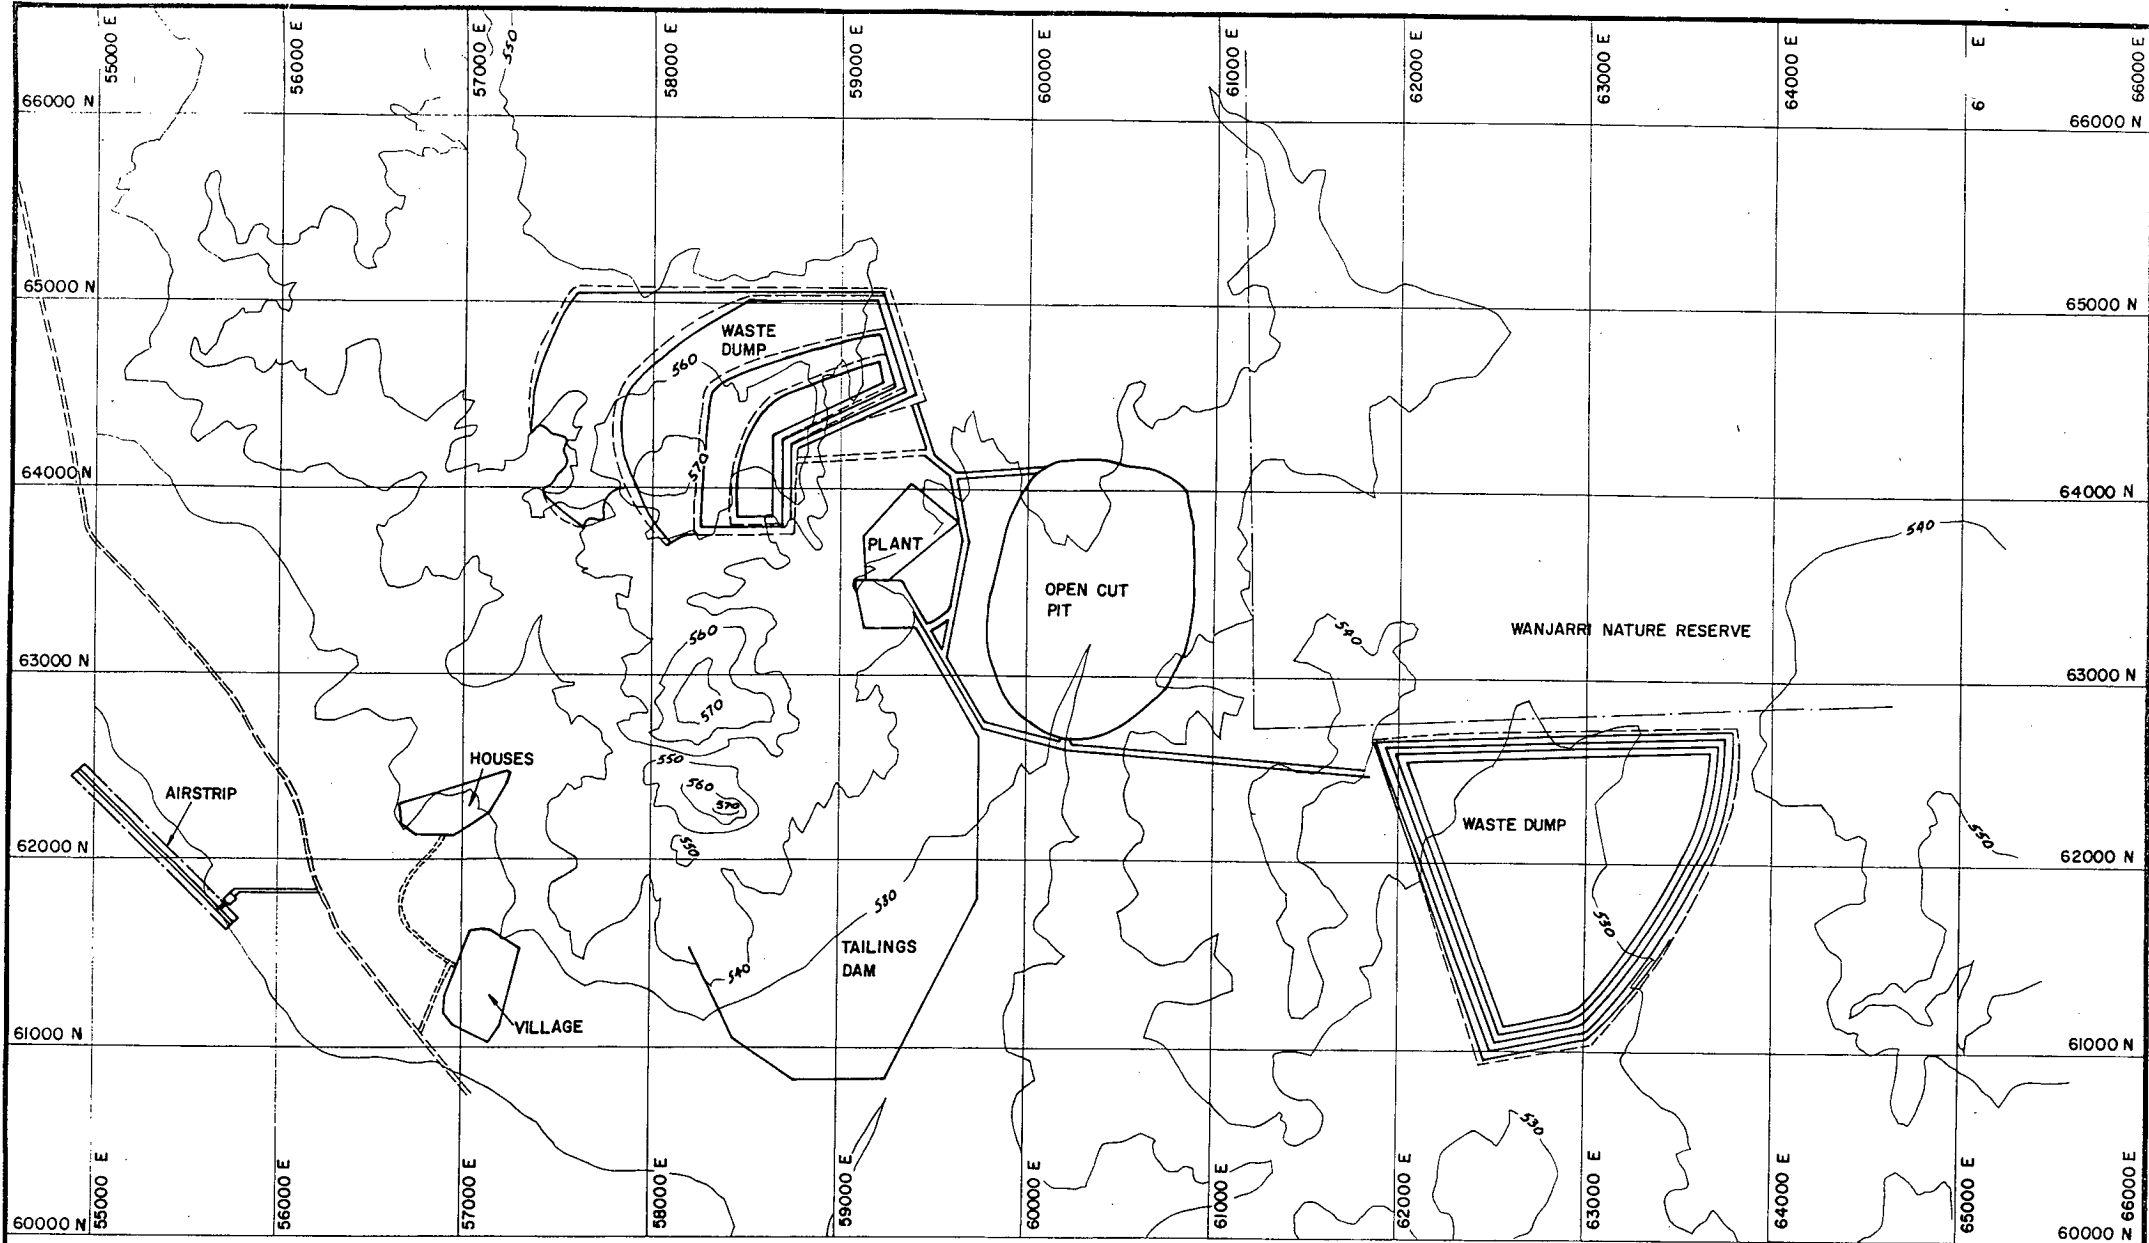 55000 E
56000 E
57000 E
550
58000 E
59000 E
60000 E
61000 E
62000 E
63000 E
64000 E
6 E
66000 E
66000 N
66000 N
65000 N
65000 N
WASTE
DUMP
560
570
64000 N
64000 N
PLANT
540
OPEN CUT
PIT
560
540
WANJARRI NATURE RESERVE
63000 N
63000 N
570
HOUSES
550
560
570
AIRSTRIP
WASTE DUMP
550
550
62000 N
62000 N
530
530
TAILINGS
DAM
540
VILLAGE
61000 N
61000 N
530
60000 N
55000 E
56000 E
57000 E
58000 E
59000 E
60000 E
61000 E
62000 E
63000 E
64000 E
65000 E
66000 E
60000 N